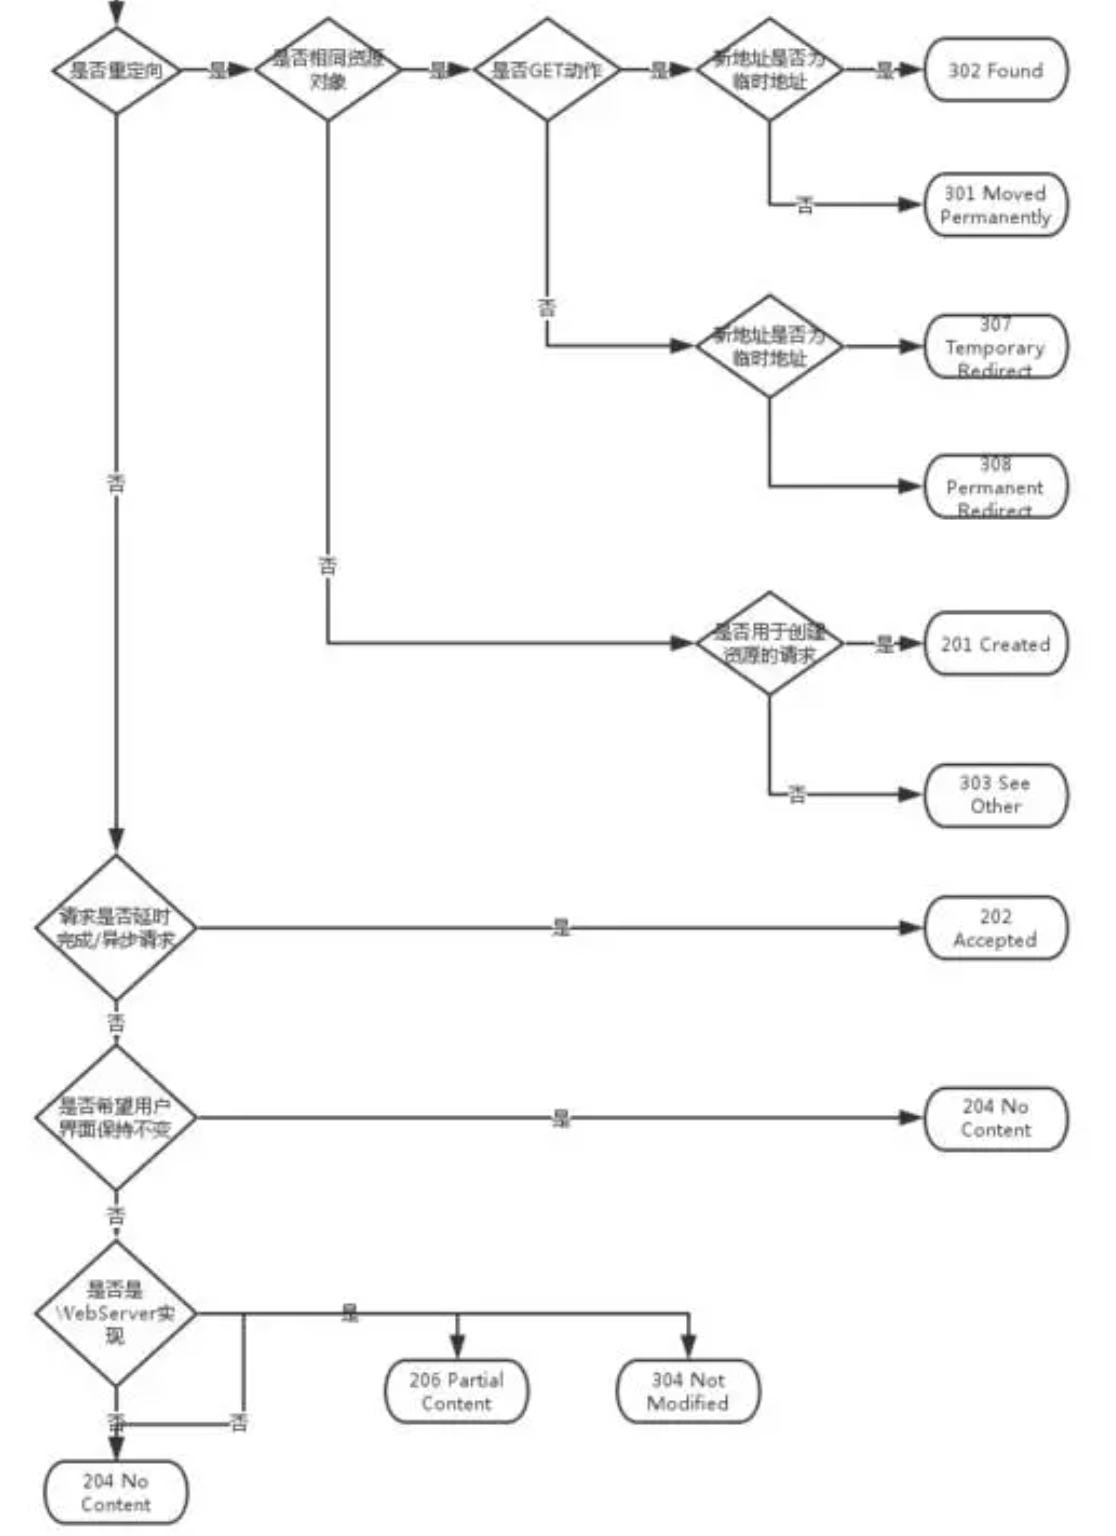 是否重定向
是
是否相同资源
对象
是
是否GET动作
是
新地址是否为
临时地址
是
302 Found
否
301 Moved
Permanently
否
新地址是否为
临时地址
307
Temporary
Redirect
308
Permanent
Redirect
否
否
是否用于创建
资源的请求
是
201 Created
否
303 See
Other
请求是否延时
完成/异步请求
是
202
Accepted
否
是否希望用户
界面保持不变
是
204 No
Content
否
是否是
WebServer实
现
是
206 Partial
Content
304 Not
Modified
否
否
204 No
Content